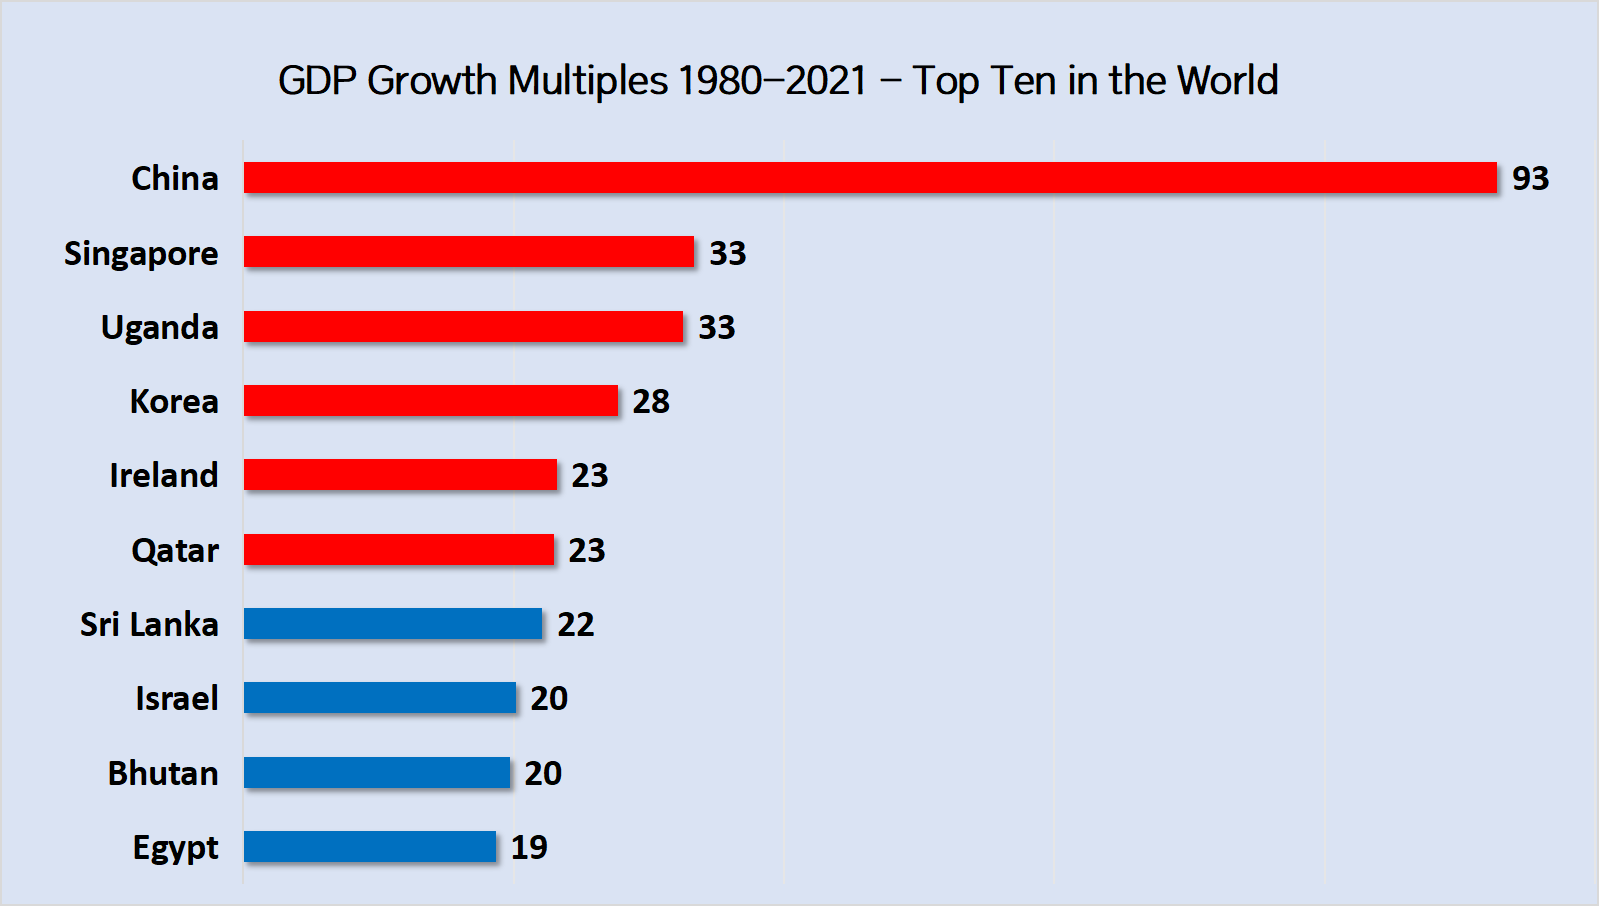 GDP Growth Multiples 1980–2021 – Top Ten in the World
China 93
Singapore 33
Uganda 33
Korea 28
Ireland 23
Qatar 23
Sri Lanka 22
Israel 20
Bhutan 20
Egypt 19